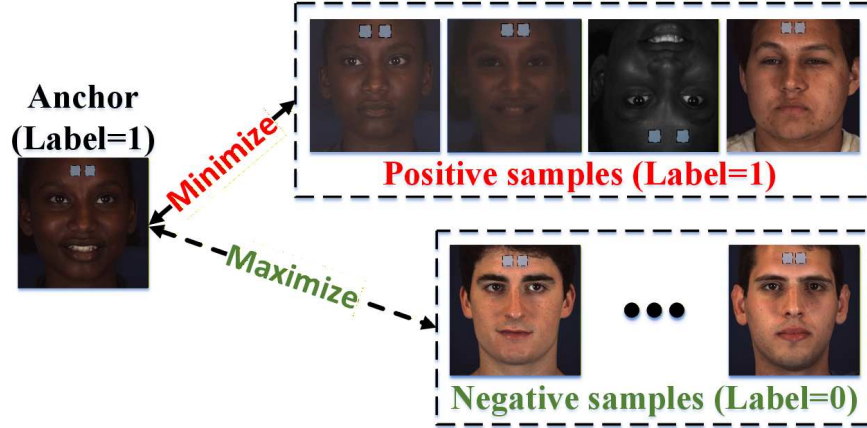 Anchor
(Label=1)
Minimize
Positive samples (Label=1)
Maximize
Negative samples (Label=0)